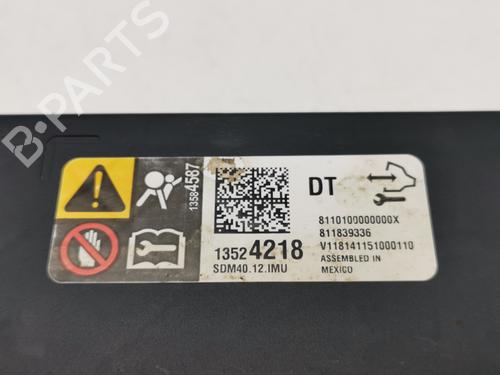 B-PARTS
13584587
DT
13524218
SDM40.12.IMU
8110100000000X
811839336
V118141151000110
ASSEMBLED IN
MEXICO